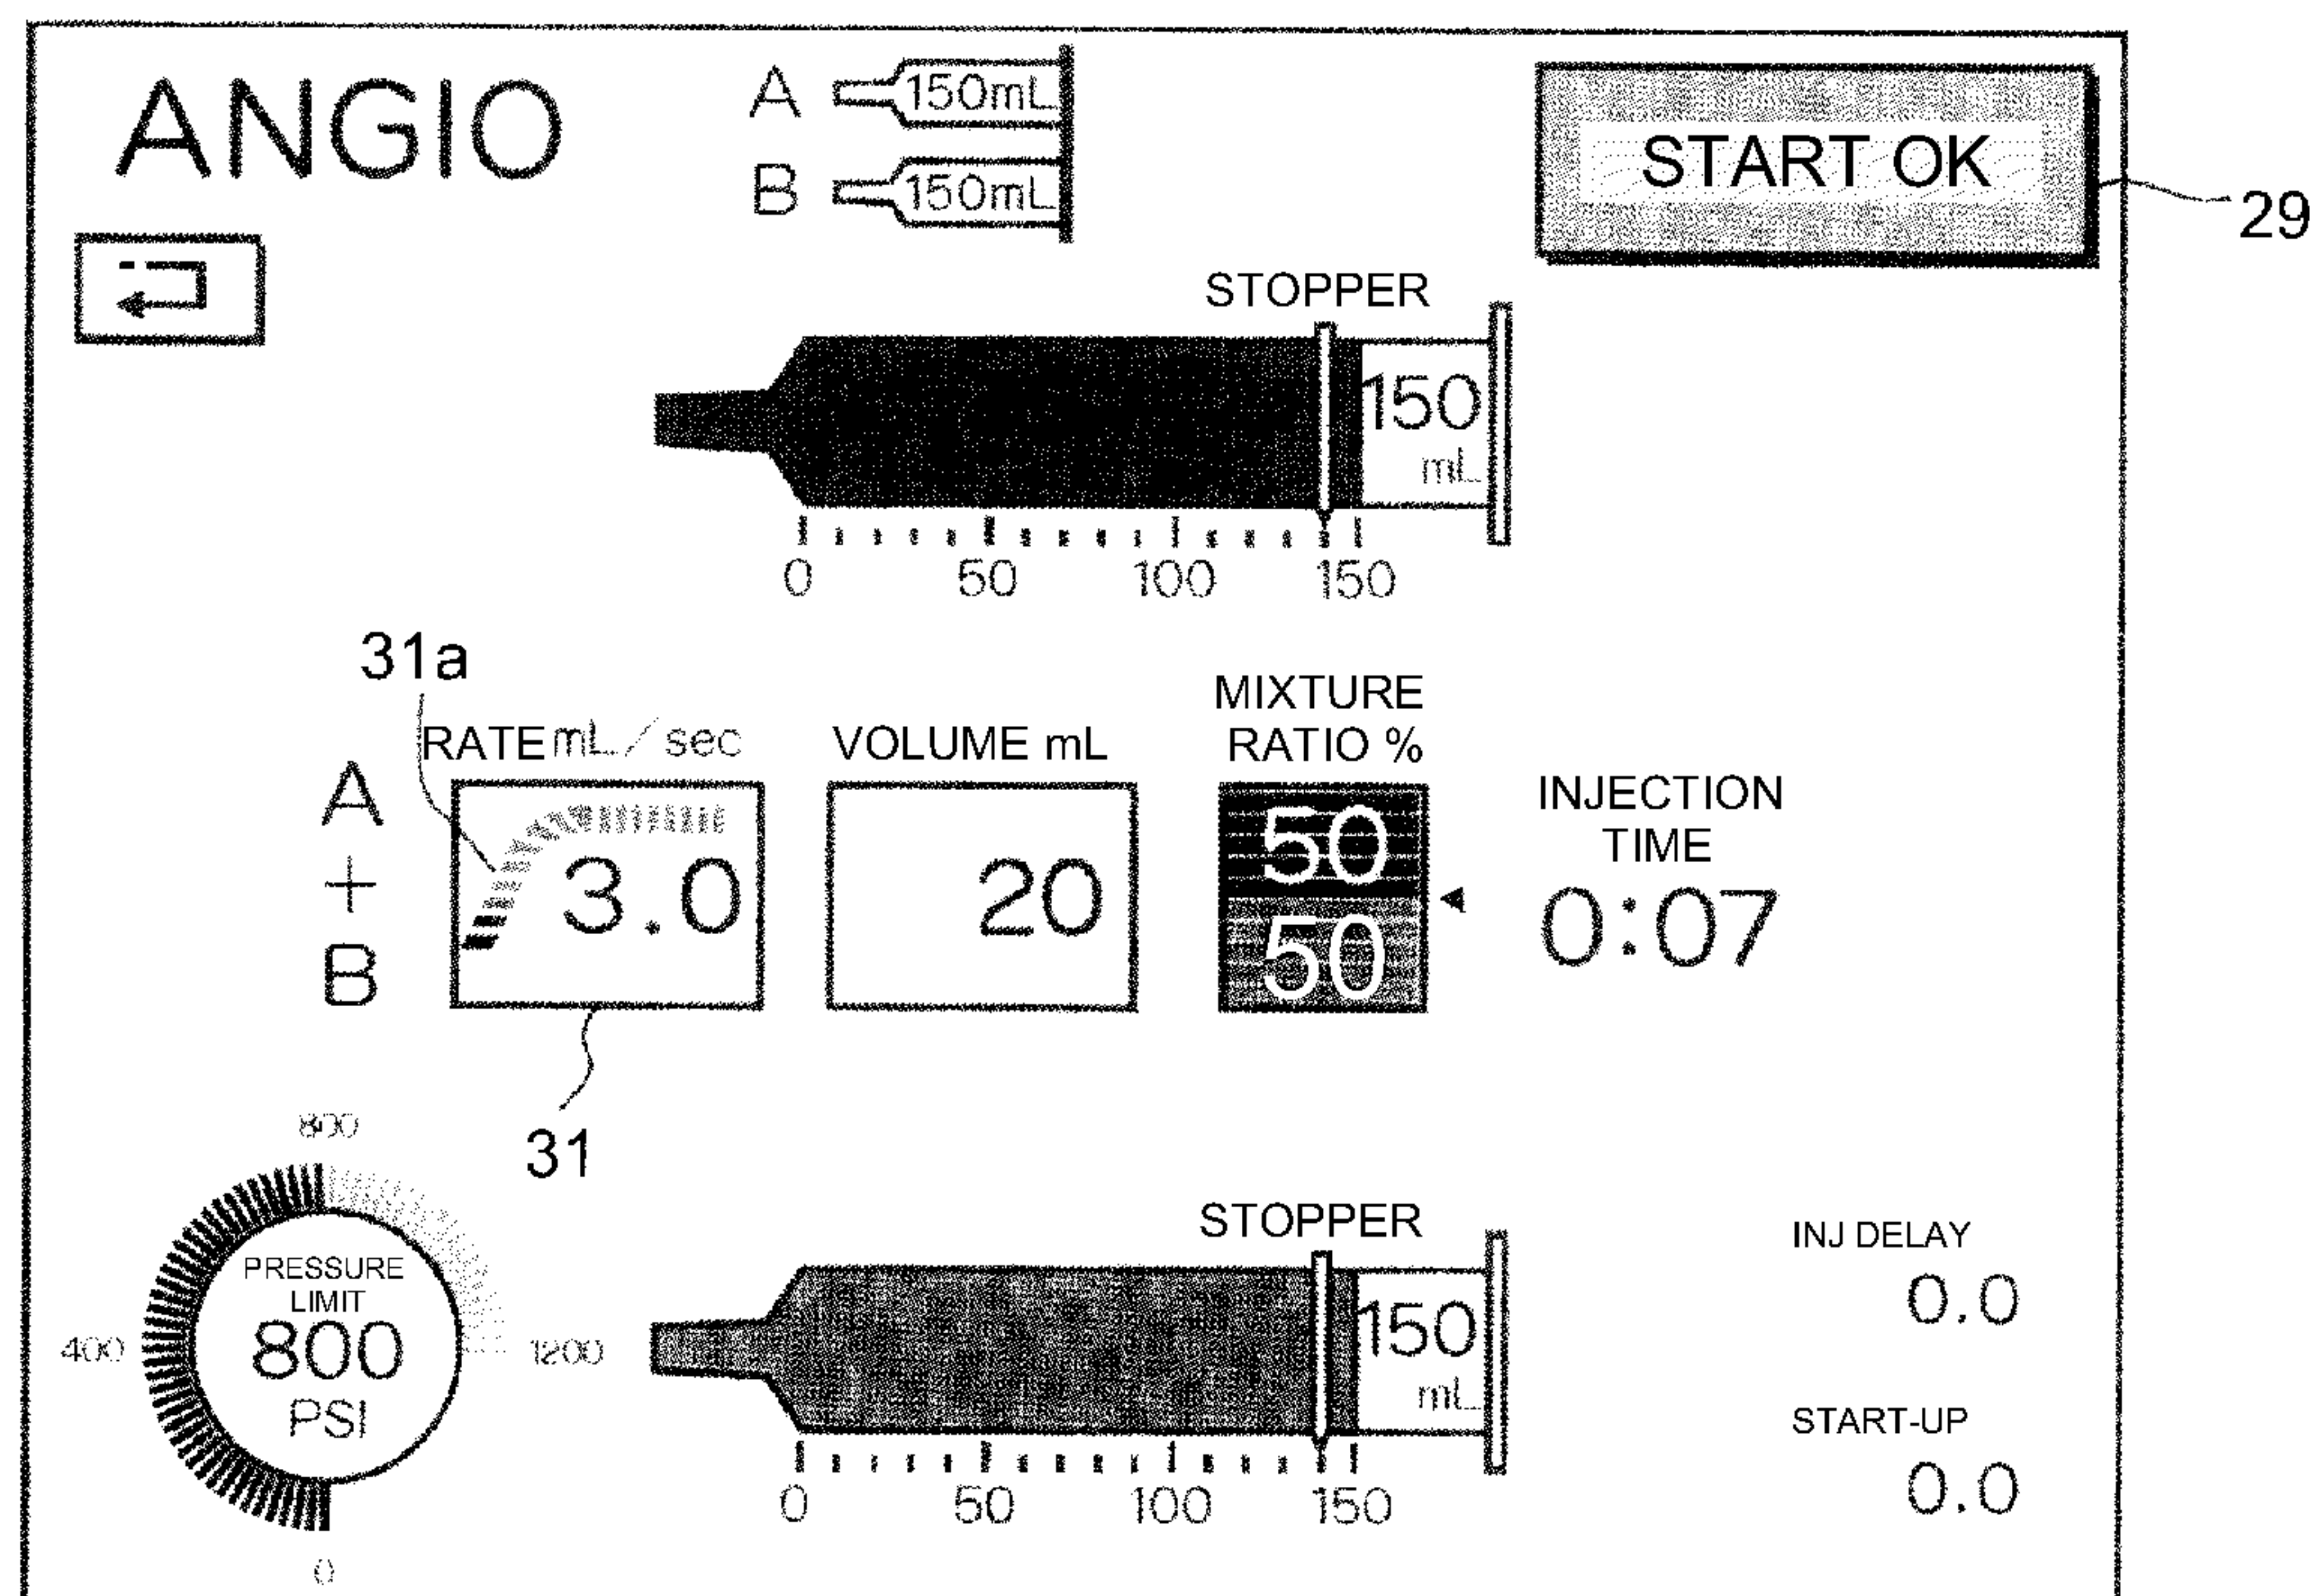 ANGIO
A 150mL
B 150mL
START OK
29
STOPPER
150
mL
0 50 100 150
31a
RATE mL/sec
VOLUME mL
MIXTURE
RATIO %
A
+
B
3.0
20
50
50
INJECTION
TIME
0:07
31
800
400
1200
0
PRESSURE
LIMIT
800
PSI
STOPPER
150
mL
0 50 100 150
INJ DELAY
0.0
START-UP
0.0